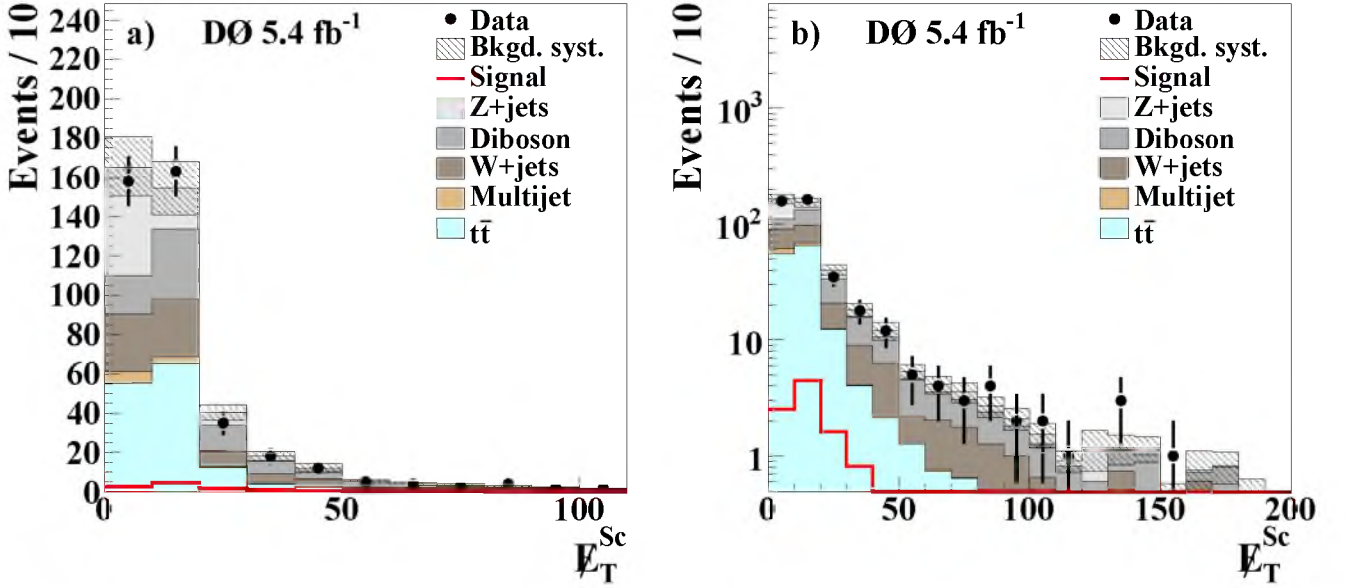 a) DØ 5.4 fb-1
Data
Bkgd. syst.
Signal
Z+jets
Diboson
W+jets
Multijet
tt̄
Events / 10
240
220
200
180
160
140
120
100
80
60
40
20
0
0 50 100
E̸TSc
b) DØ 5.4 fb-1
Data
Bkgd. syst.
Signal
Z+jets
Diboson
W+jets
Multijet
tt̄
Events / 10
103
102
10
1
0 50 100 150 200
E̸TSc